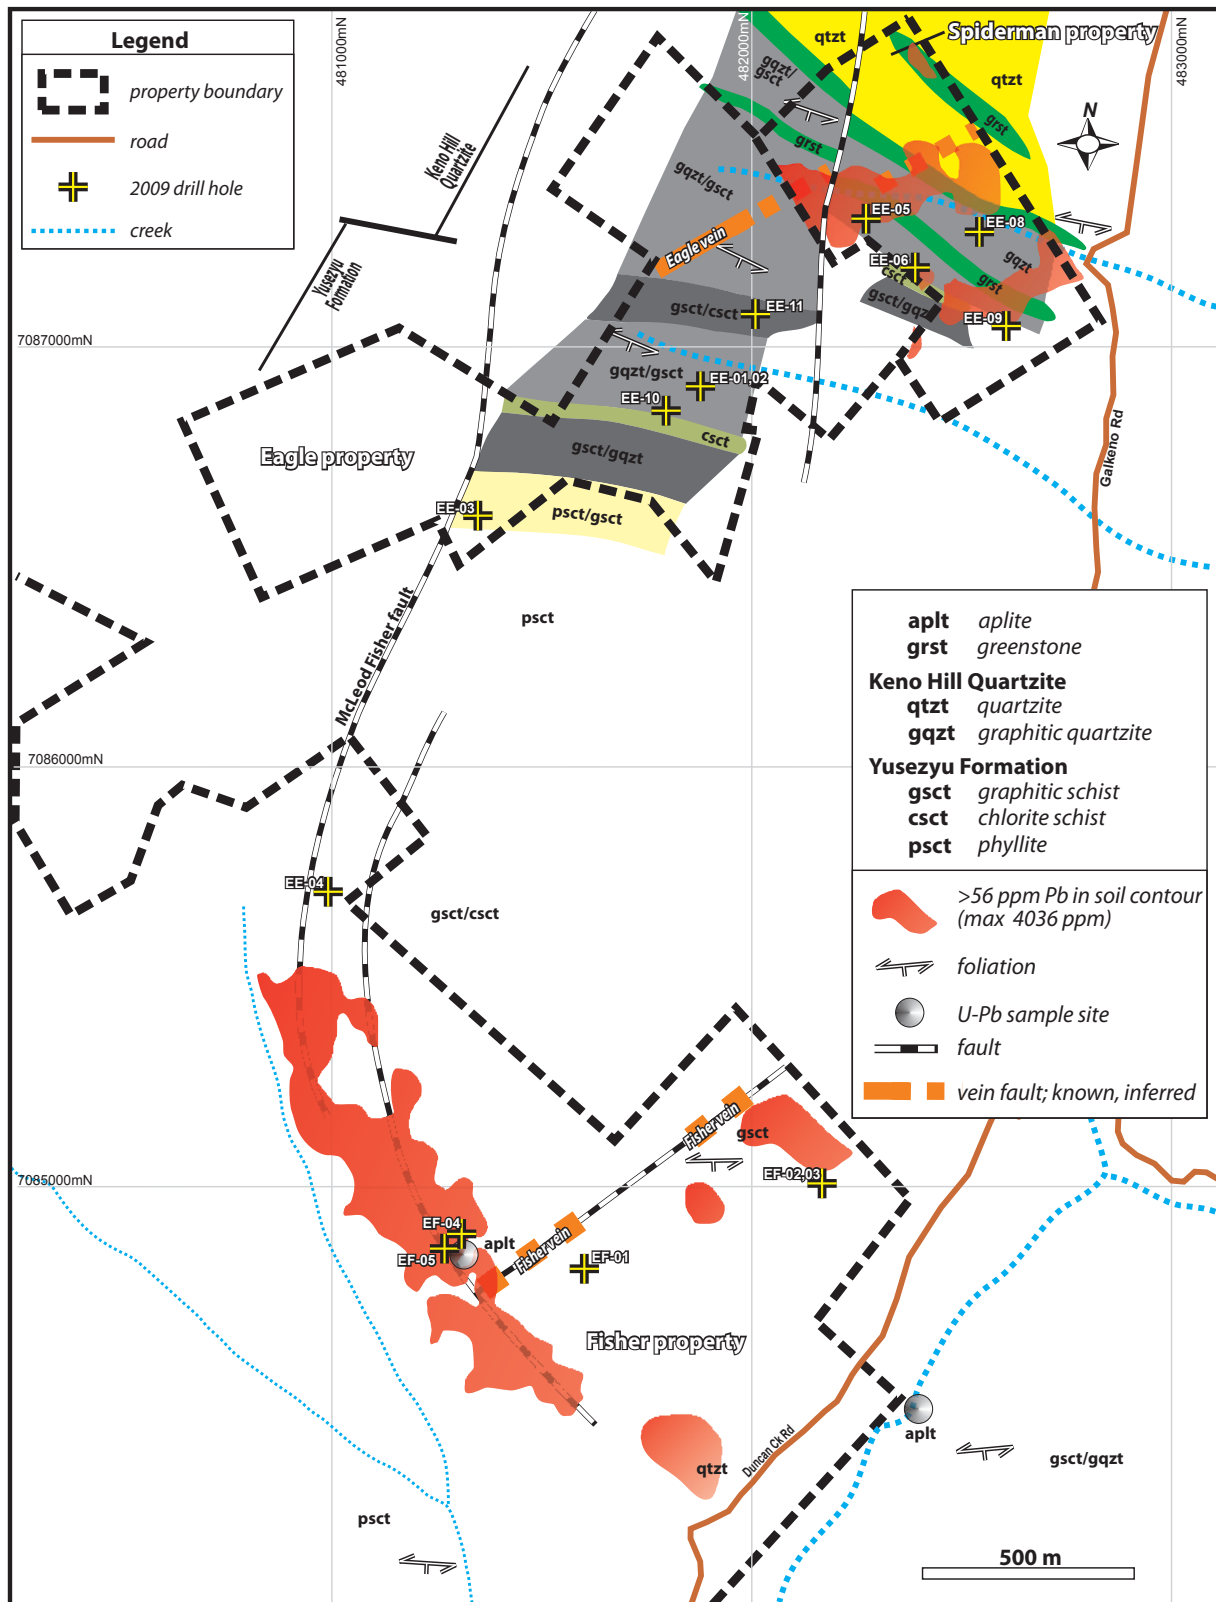 Legend
property boundary
road
2009 drill hole
creek
481000mN
482000mN
483000mN
Spiderman property
qtzt
qtzt
gqzt/
gsct
grst
grst
Keno Hill
Quartzite
Yusezyu
Formation
N
gqzt/gsct
Eagle vein
EE-05
EE-08
EE-06
csct
gqzt
grst
gsct/gqz
EE-09
gsct/csct
EE-11
7087000mN
gqzt/gsct
EE-01,02
EE-10
csct
Eagle property
gsct/gqzt
Galkeno Rd
EE-03
psct/gsct
psct
McLeod Fisher fault
aplt aplite
grst greenstone
Keno Hill Quartzite
qtzt quartzite
gqzt graphitic quartzite
Yusezyu Formation
gsct graphitic schist
csct chlorite schist
psct phyllite
>56 ppm Pb in soil contour
(max 4036 ppm)
foliation
U-Pb sample site
fault
vein fault; known, inferred
7086000mN
EE-04
gsct/csct
Fisher vein
gsct
7085000mN
EF-02,03
EF-04
aplt
EF-05
Fisher vein
EF-01
Fisher property
aplt
Duncan Ck Rd
qtzt
gsct/gqzt
psct
500 m